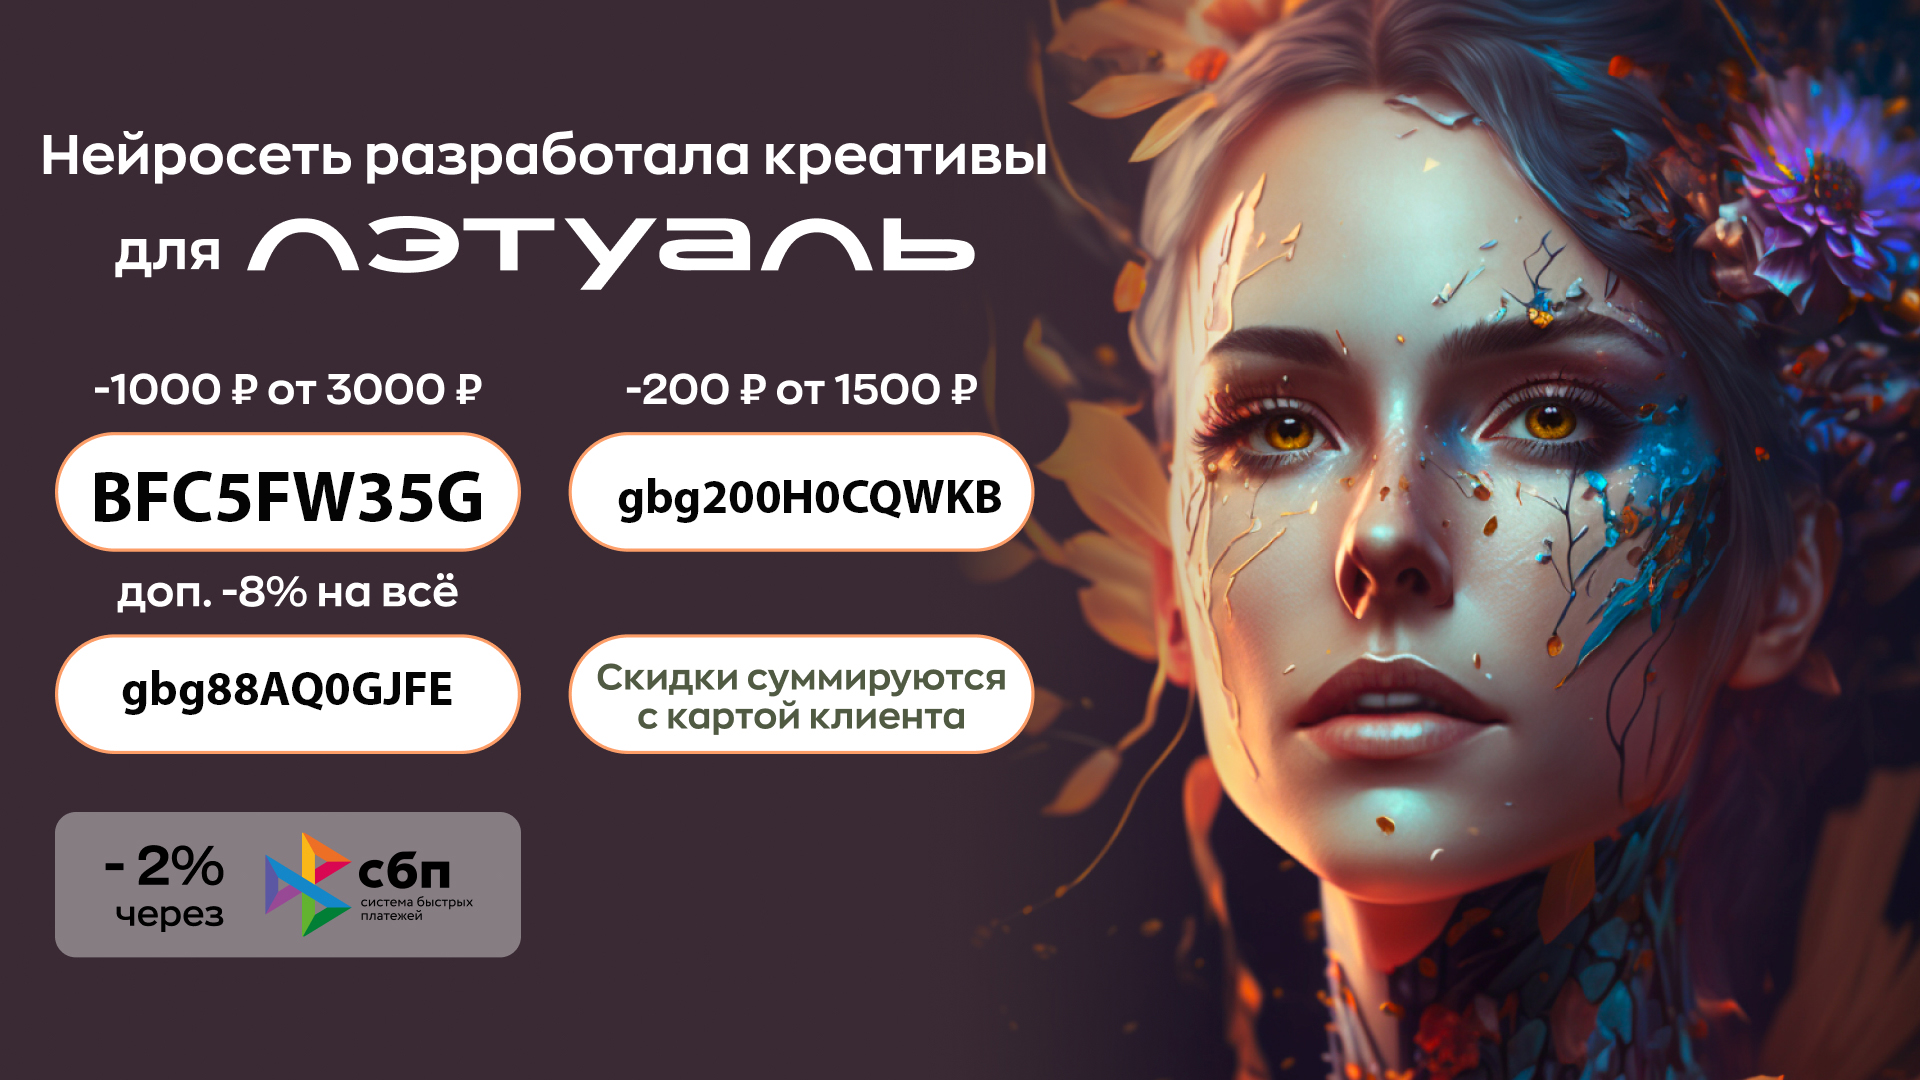 Нейросеть разработала креативы
для ЛЭТУАЛЬ
-1000 ₽ от 3000 ₽
BFC5FW35G
-200 ₽ от 1500 ₽
gbg200H0CQWKB
доп. -8% на всё
gbg88AQ0GJFE
Скидки суммируются
с картой клиента
- 2%
через
сбп
система быстрых
платежей